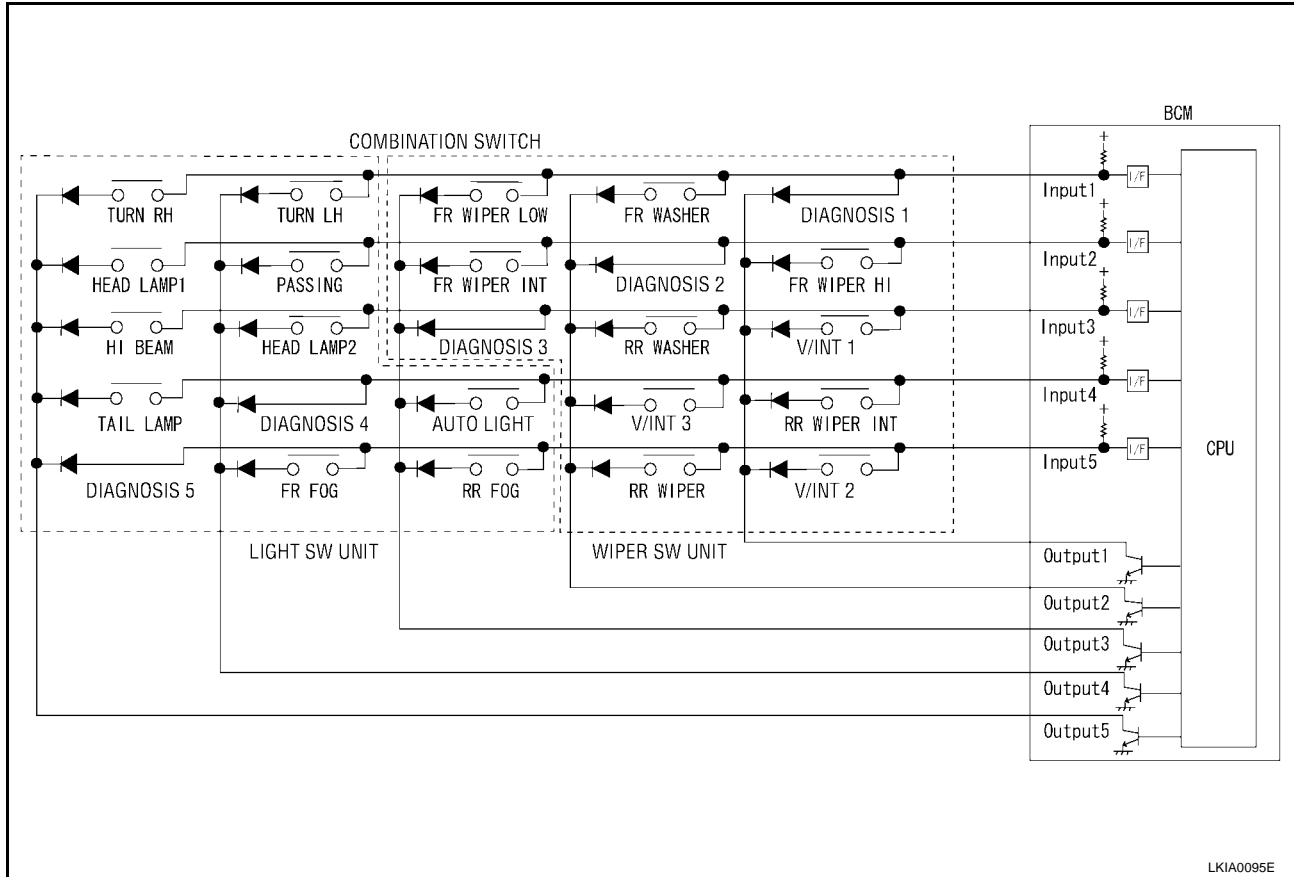 BCM
COMBINATION SWITCH
+
Input1
I/F
TURN RH
TURN LH
FR WIPER LOW
FR WASHER
DIAGNOSIS 1
+
Input2
I/F
HEAD LAMP1
PASSING
FR WIPER INT
DIAGNOSIS 2
FR WIPER HI
+
Input3
I/F
HI BEAM
HEAD LAMP2
DIAGNOSIS 3
RR WASHER
V/INT 1
+
Input4
I/F
TAIL LAMP
DIAGNOSIS 4
AUTO LIGHT
V/INT 3
RR WIPER INT
+
Input5
I/F
CPU
DIAGNOSIS 5
FR FOG
RR FOG
RR WIPER
V/INT 2
LIGHT SW UNIT
WIPER SW UNIT
Output1
Output2
Output3
Output4
Output5
LKIA0095E